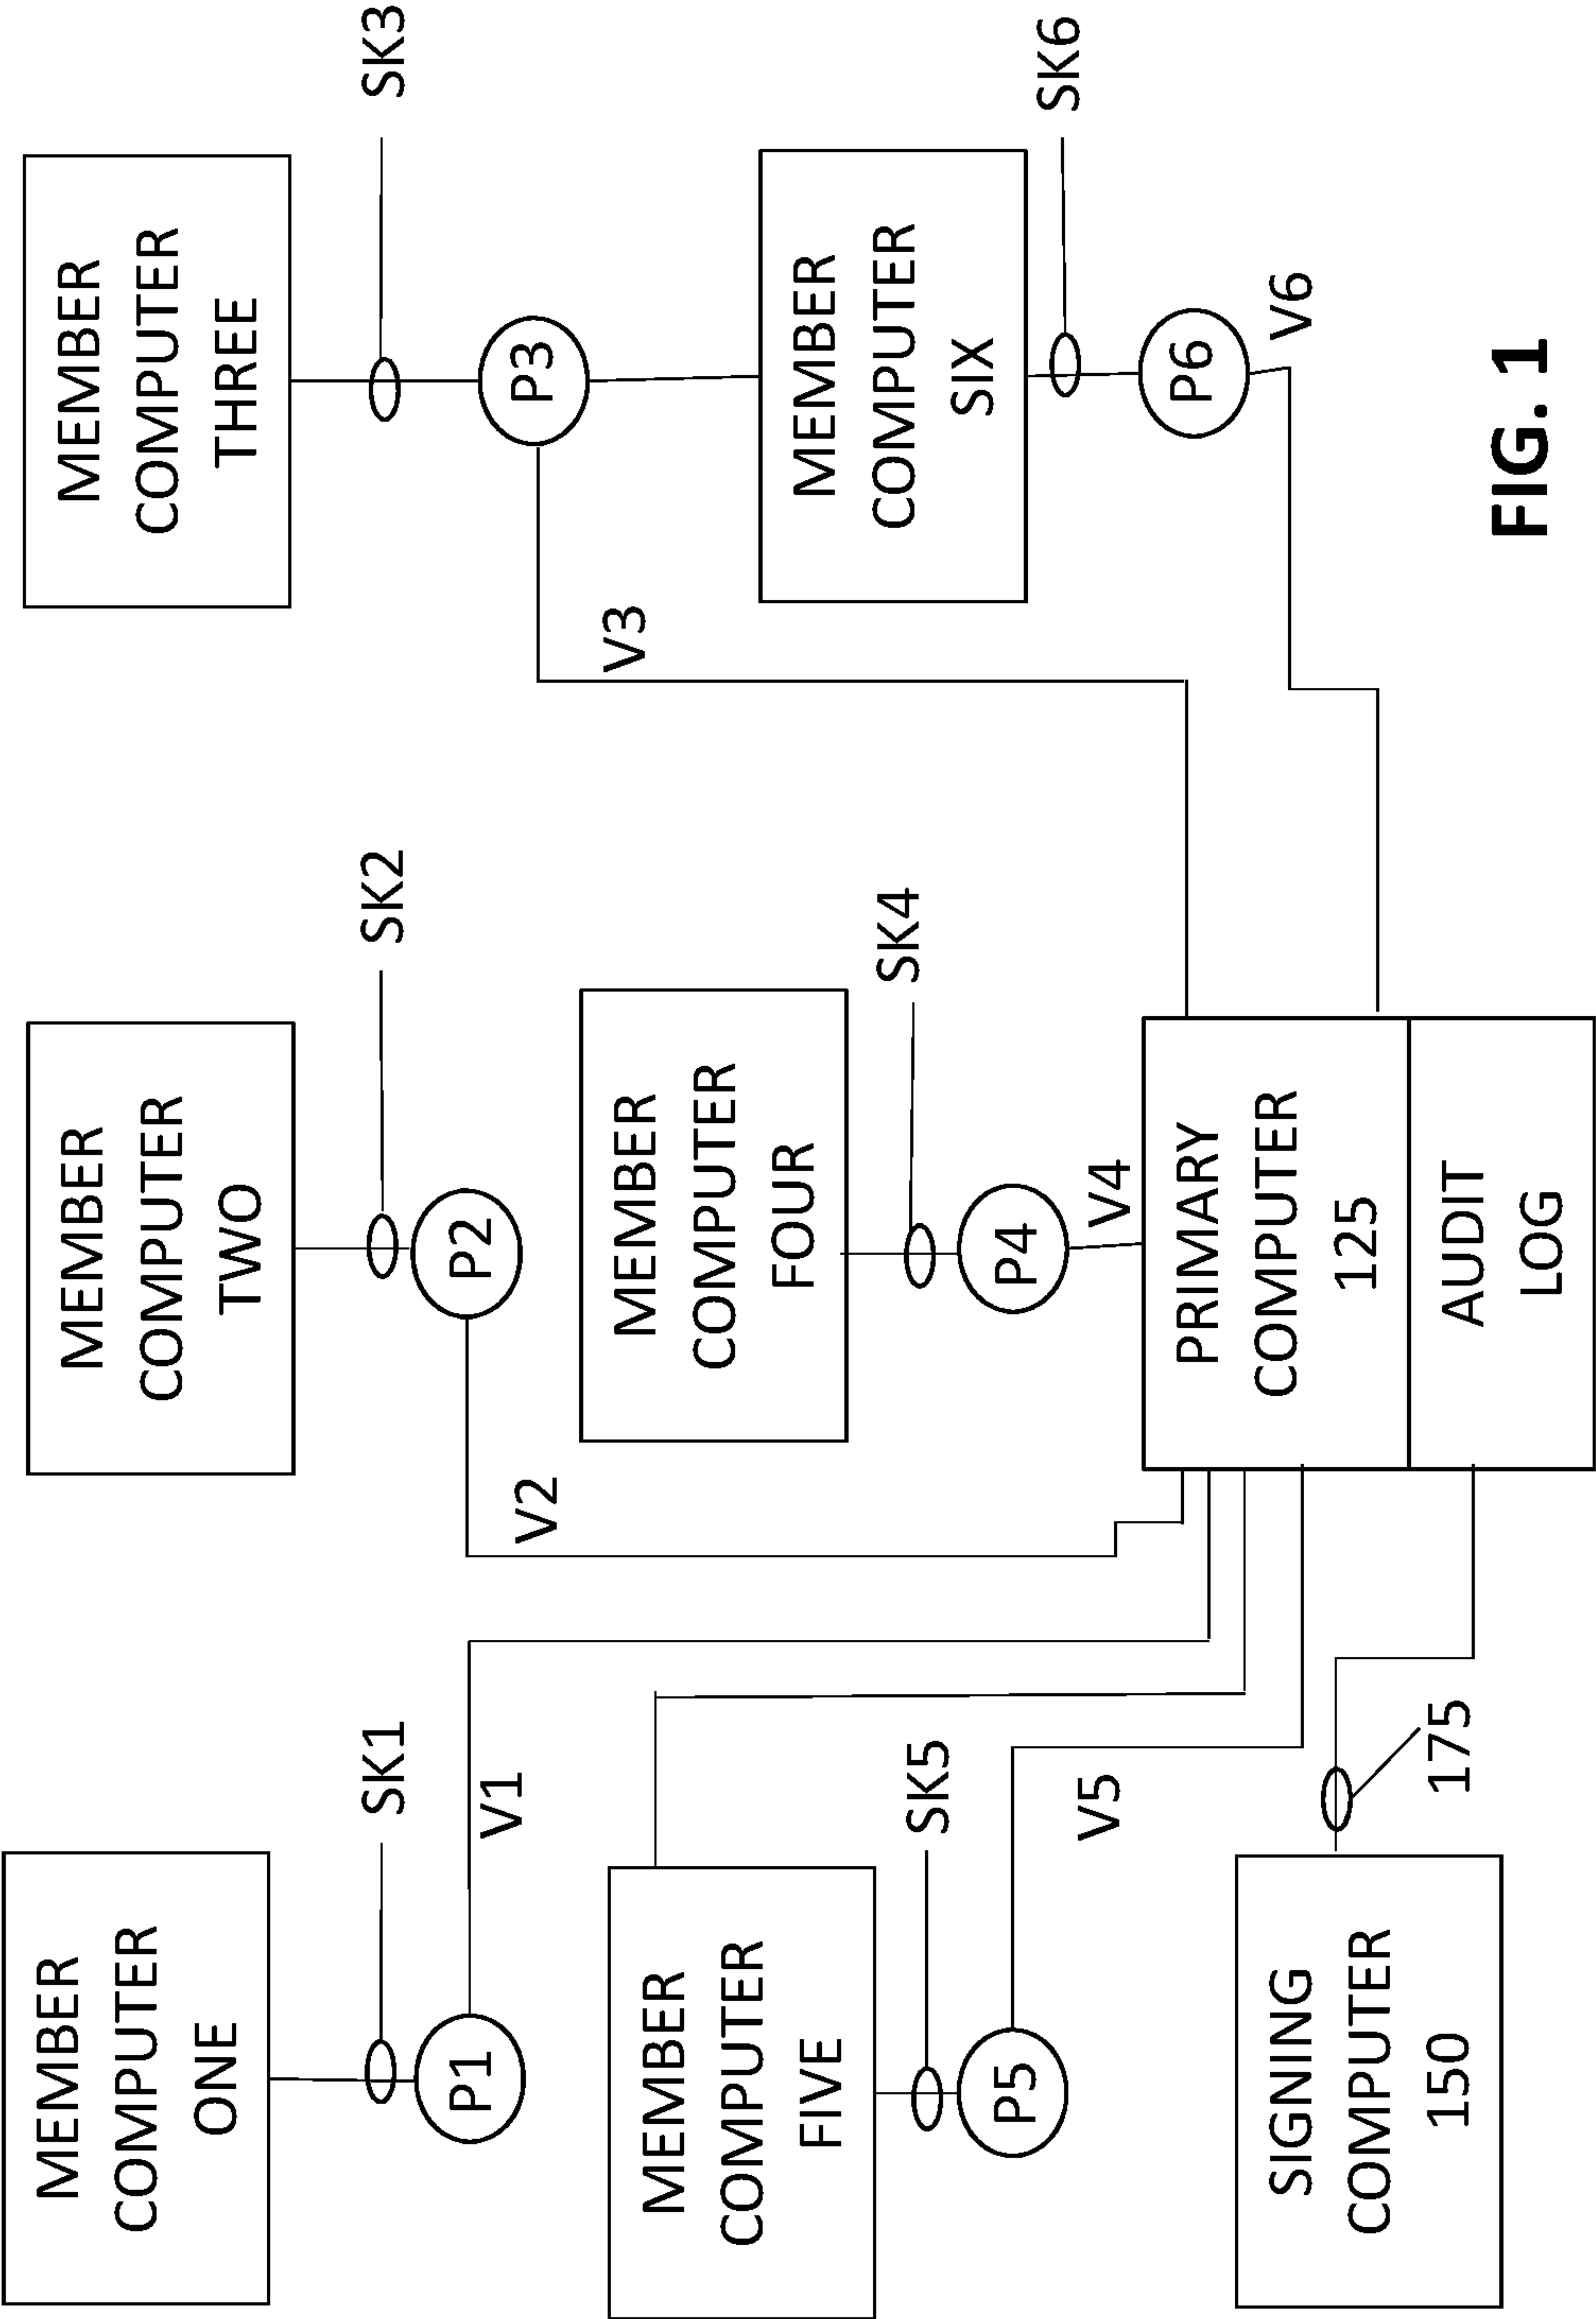 MEMBER
COMPUTER
ONE
SK1
P1
V1
MEMBER
COMPUTER
TWO
SK2
P2
V2
MEMBER
COMPUTER
THREE
SK3
P3
V3
MEMBER
COMPUTER
FIVE
SK5
P5
V5
MEMBER
COMPUTER
FOUR
SK4
P4
V4
MEMBER
COMPUTER
SIX
SK6
P6
V6
SIGNING
COMPUTER
150
175
PRIMARY
COMPUTER
125
AUDIT
LOG
FIG. 1